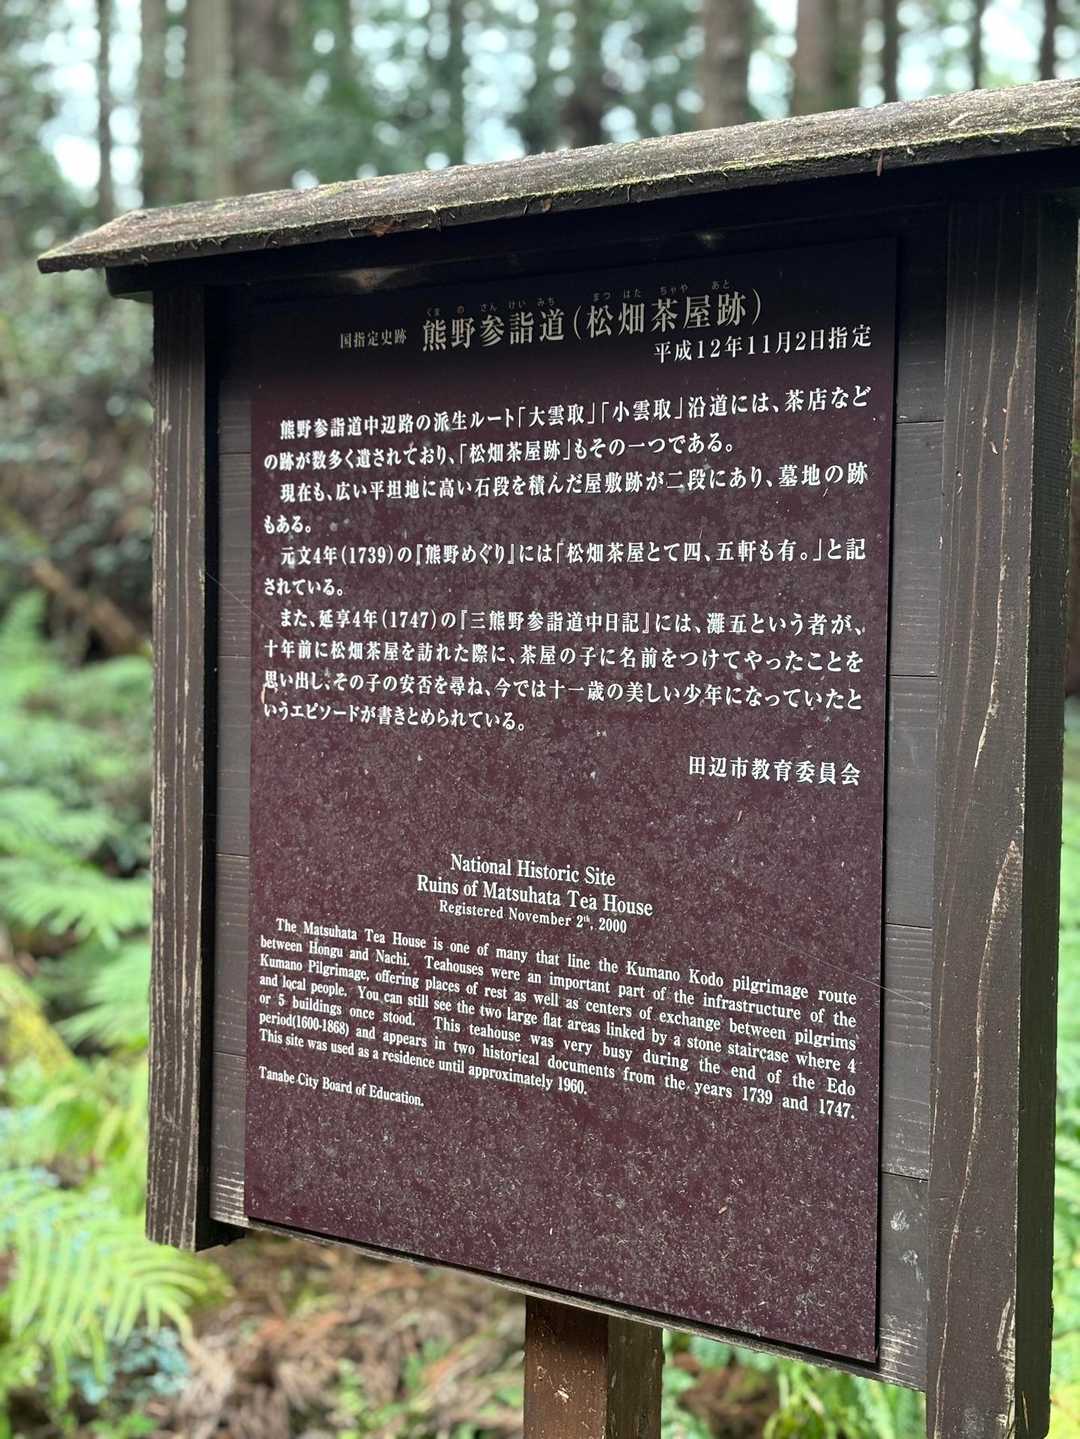 くまのさんけいみち まつはたちゃやあと
国指定史跡 熊野参詣道(松畑茶屋跡)
平成12年11月2日指定
熊野参詣道中辺路の派生ルート「大雲取」「小雲取」沿道には、茶店など
の跡が数多く遺されており、「松畑茶屋跡」もその一つである。
現在も、広い平坦地に高い石段を積んだ屋敷跡が二段にあり、墓地の跡
もある。
元文4年(1739)の『熊野めぐり』には「松畑茶屋とて四、五軒も有。」と記
されている。
また、延享4年(1747)の『三熊野参詣道中日記』には、灘五という者が、
十年前に松畑茶屋を訪れた際に、茶屋の子に名前をつけてやったことを
思い出し、その子の安否を尋ね、今では十一歳の美しい少年になっていたと
いうエピソードが書きとめられている。
田辺市教育委員会
National Historic Site
Ruins of Matsuhata Tea House
Registered November 2th, 2000
The Matsuhata Tea House is one of many that line the Kumano Kodo pilgrimage route
between Hongu and Nachi. Teahouses were an important part of the infrastructure of the
Kumano Pilgrimage, offering places of rest as well as centers of exchange between pilgrims
and local people. You can still see the two large flat areas linked by a stone staircase where 4
or 5 buildings once stood. This teahouse was very busy during the end of the Edo
period(1600-1868) and appears in two historical documents from the years 1739 and 1747.
This site was used as a residence until approximately 1960.
Tanabe City Board of Education.